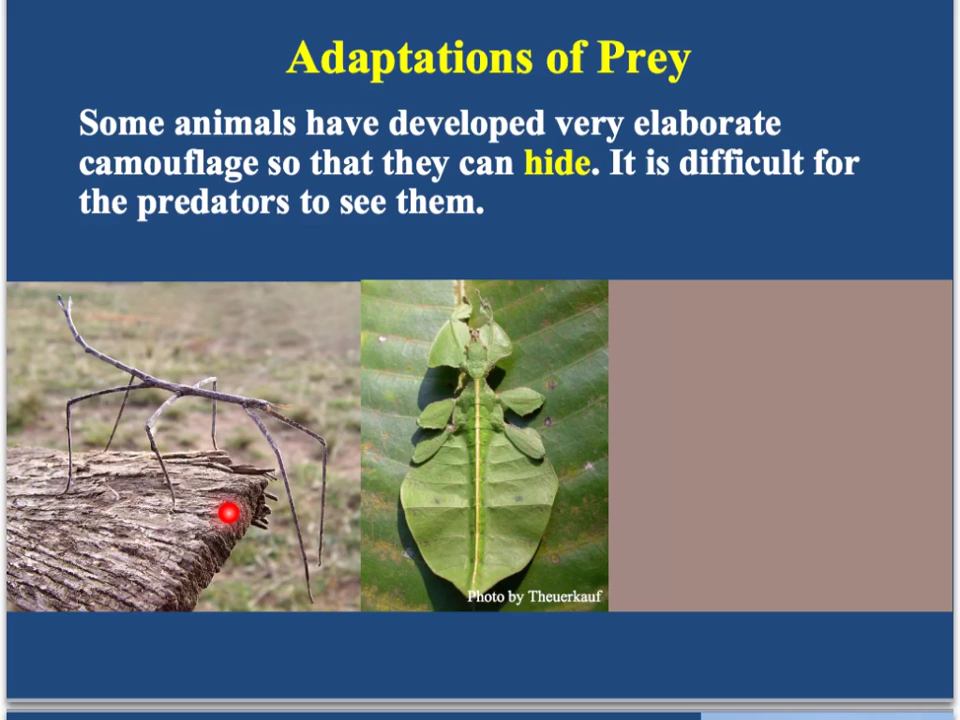 Adaptations of Prey
Some animals have developed very elaborate
camouflage so that they can hide. It is difficult for
the predators to see them.
Photo by Theuerkauf